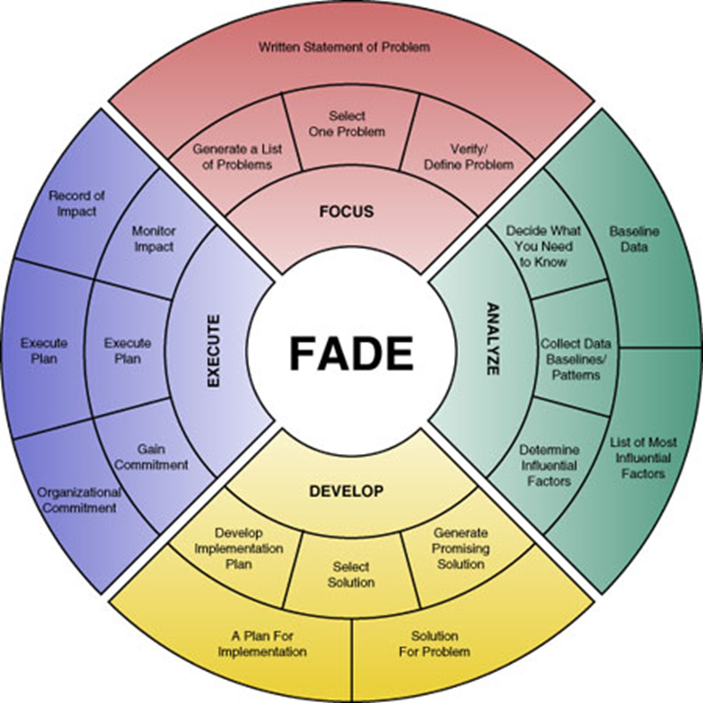 Written Statement of Problem
Generate a List
of Problems
Select
One Problem
Verify/
Define Problem
FOCUS
Decide What
You Need
to Know
Baseline
Data
ANALYZE
Collect Data
Baselines/
Patterns
Determine
Influential
Factors
List of Most
Influential
Factors
FADE
DEVELOP
Generate
Promising
Solution
Select
Solution
Develop
Implementation
Plan
Solution
For Problem
A Plan For
Implementation
EXECUTE
Gain
Commitment
Organizational
Commitment
Execute
Plan
Execute
Plan
Monitor
Impact
Record of
Impact